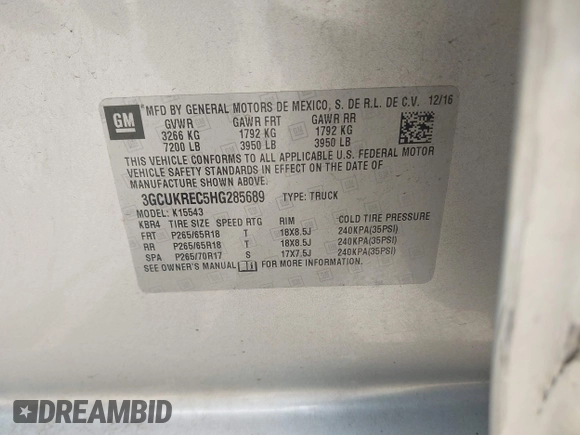 GM
MFD BY GENERAL MOTORS DE MEXICO, S. DE R.L. DE C.V. 12/16
GVWR GAWR FRT GAWR RR
3266 KG 1792 KG 1792 KG
7200 LB 3950 LB 3950 LB
THIS VEHICLE CONFORMS TO ALL APPLICABLE U.S. FEDERAL MOTOR
VEHICLE SAFETY STANDARDS IN EFFECT ON THE DATE OF
MANUFACTURE SHOWN ABOVE.
3GCUKREC5HG285689 TYPE: TRUCK
MODEL: K15543
KBR4 TIRE SIZE SPEED RTG RIM COLD TIRE PRESSURE
FRT P265/65R18 T 18X8.5J 240KPA(35PSI)
RR P265/65R18 T 18X8.5J 240KPA(35PSI)
SPA P265/70R17 S 17X7.5J 240KPA(35PSI)
SEE OWNER'S MANUAL FOR MORE INFORMATION.
DREAMBID